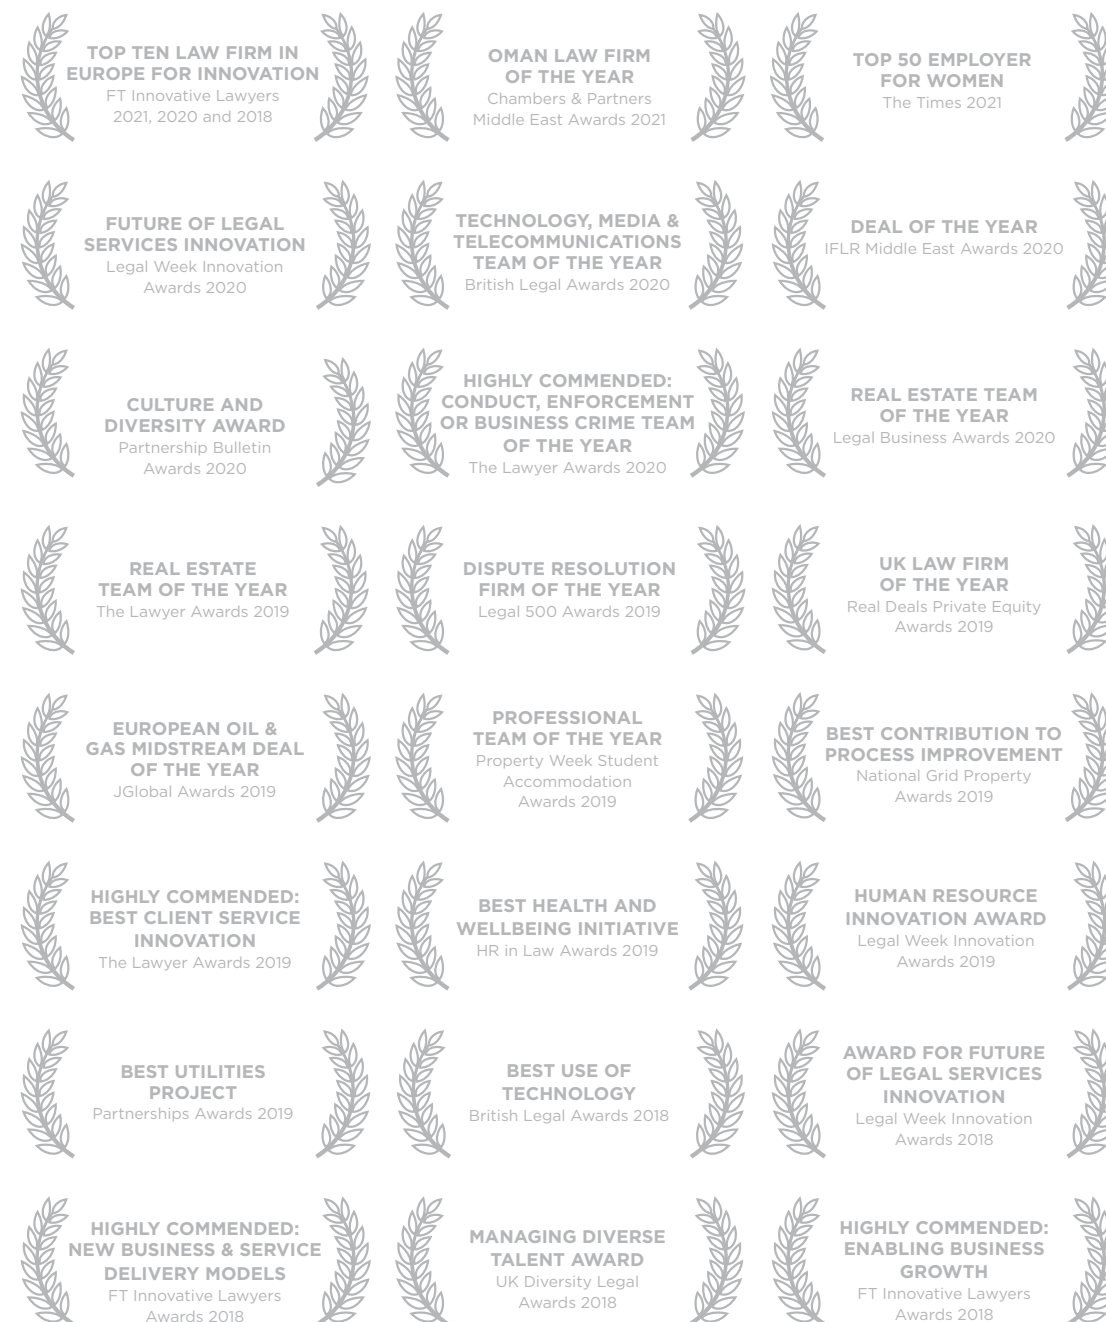 TOP TEN LAW FIRM IN
EUROPE FOR INNOVATION
FT Innovative Lawyers
2021, 2020 and 2018
OMAN LAW FIRM
OF THE YEAR
Chambers & Partners
Middle East Awards 2021
TOP 50 EMPLOYER
FOR WOMEN
The Times 2021
FUTURE OF LEGAL
SERVICES INNOVATION
Legal Week Innovation
Awards 2020
TECHNOLOGY, MEDIA &
TELECOMMUNICATIONS
TEAM OF THE YEAR
British Legal Awards 2020
DEAL OF THE YEAR
IFLR Middle East Awards 2020
CULTURE AND
DIVERSITY AWARD
Partnership Bulletin
Awards 2020
HIGHLY COMMENDED:
CONDUCT, ENFORCEMENT
OR BUSINESS CRIME TEAM
OF THE YEAR
The Lawyer Awards 2020
REAL ESTATE TEAM
OF THE YEAR
Legal Business Awards 2020
REAL ESTATE
TEAM OF THE YEAR
The Lawyer Awards 2019
DISPUTE RESOLUTION
FIRM OF THE YEAR
Legal 500 Awards 2019
UK LAW FIRM
OF THE YEAR
Real Deals Private Equity
Awards 2019
EUROPEAN OIL &
GAS MIDSTREAM DEAL
OF THE YEAR
JGlobal Awards 2019
PROFESSIONAL
TEAM OF THE YEAR
Property Week Student
Accommodation
Awards 2019
BEST CONTRIBUTION TO
PROCESS IMPROVEMENT
National Grid Property
Awards 2019
HIGHLY COMMENDED:
BEST CLIENT SERVICE
INNOVATION
The Lawyer Awards 2019
BEST HEALTH AND
WELLBEING INITIATIVE
HR in Law Awards 2019
HUMAN RESOURCE
INNOVATION AWARD
Legal Week Innovation
Awards 2019
BEST UTILITIES
PROJECT
Partnerships Awards 2019
BEST USE OF
TECHNOLOGY
British Legal Awards 2018
AWARD FOR FUTURE
OF LEGAL SERVICES
INNOVATION
Legal Week Innovation
Awards 2018
HIGHLY COMMENDED:
NEW BUSINESS & SERVICE
DELIVERY MODELS
FT Innovative Lawyers
Awards 2018
MANAGING DIVERSE
TALENT AWARD
UK Diversity Legal
Awards 2018
HIGHLY COMMENDED:
ENABLING BUSINESS
GROWTH
FT Innovative Lawyers
Awards 2018